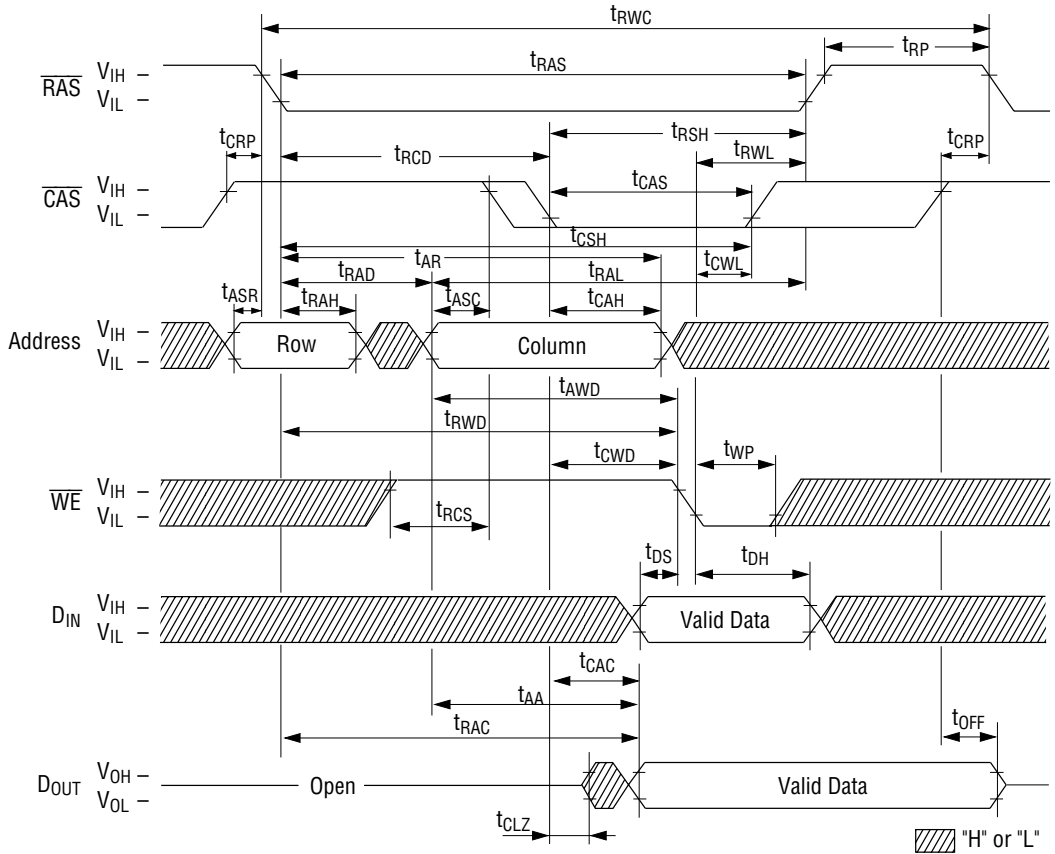 tRWC
tRP
tRAS
RAS
VIH
VIL
tCRP
tRCD
tRSH
tRWL
tCRP
CAS
VIH
VIL
tCAS
tCSH
tAR
tCWL
tRAD
tRAL
tASR
tRAH
tASC
tCAH
Address
VIH
VIL
Row
Column
tAWD
tRWD
tCWD
tWP
WE
VIH
VIL
tRCS
tDS
tDH
DIN
VIH
VIL
Valid Data
tCAC
tAA
tRAC
tOFF
DOUT
VOH
VOL
Open
Valid Data
tCLZ
"H" or "L"